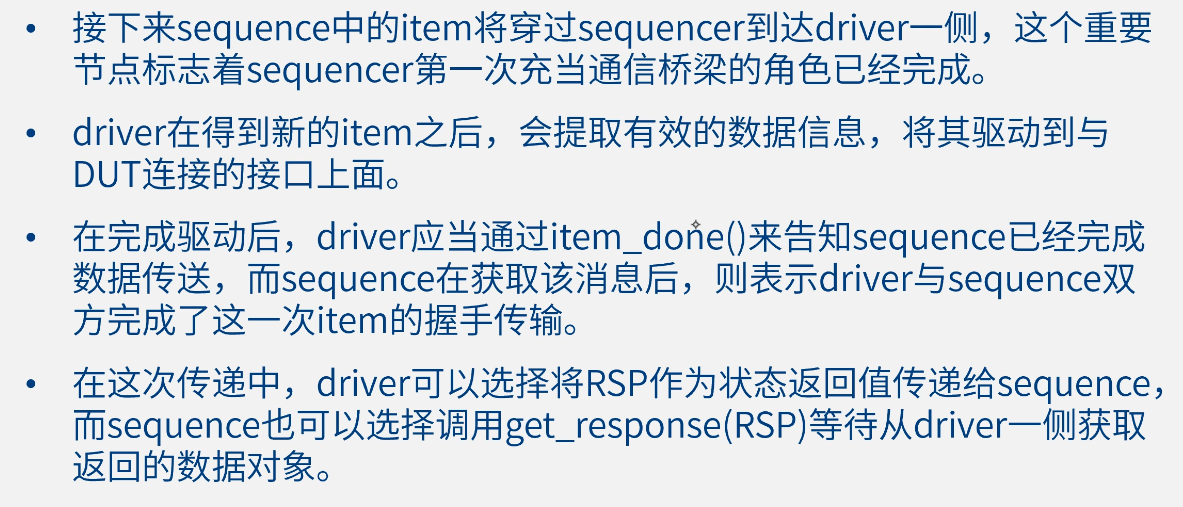 • 接下来sequence中的item将穿过sequencer到达driver一侧，这个重要
节点标志着sequencer第一次充当通信桥梁的角色已经完成。
• driver在得到新的item之后，会提取有效的数据信息，将其驱动到与
DUT连接的接口上面。
• 在完成驱动后，driver应当通过item_done()来告知sequence已经完成
数据传送，而sequence在获取该消息后，则表示driver与sequence双
方完成了这一次item的握手传输。
• 在这次传递中，driver可以选择将RSP作为状态返回值传递给sequence，
而sequence也可以选择调用get_response(RSP)等待从driver一侧获取
返回的数据对象。